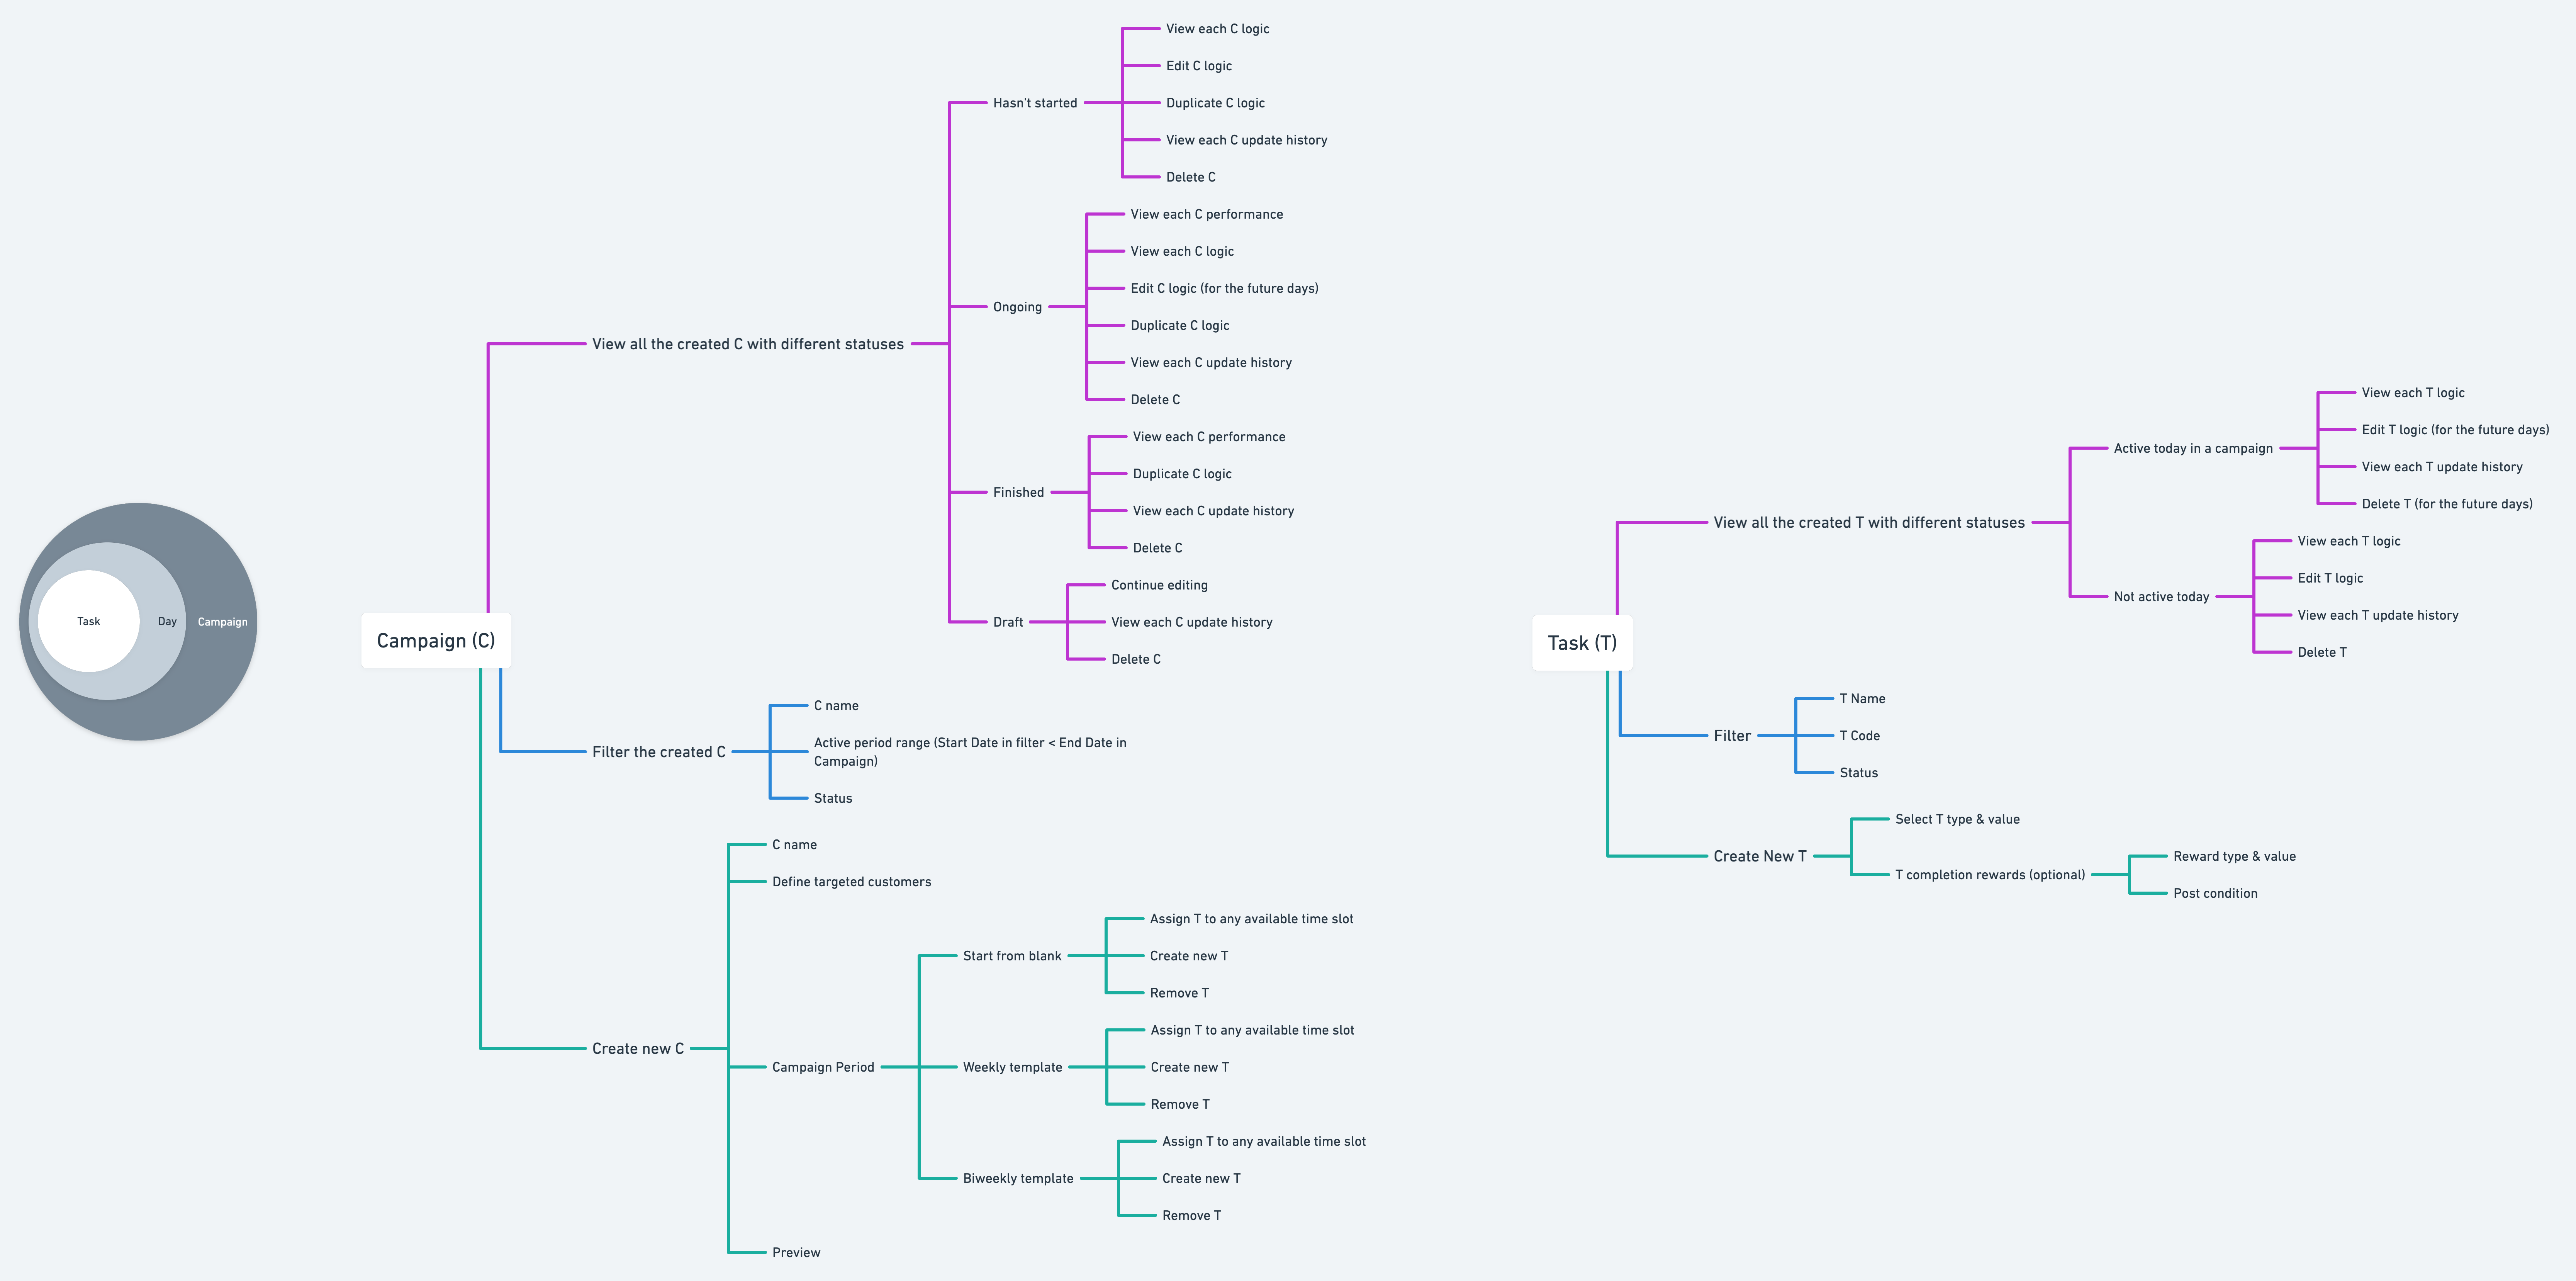 Task
Day
Campaign
Campaign (C)
View all the created C with different statuses
Hasn't started
View each C logic
Edit C logic
Duplicate C logic
View each C update history
Delete C
Ongoing
View each C performance
View each C logic
Edit C logic (for the future days)
Duplicate C logic
View each C update history
Delete C
Finished
View each C performance
Duplicate C logic
View each C update history
Delete C
Draft
Continue editing
View each C update history
Delete C
Filter the created C
C name
Active period range (Start Date in filter < End Date in
Campaign)
Status
Create new C
C name
Define targeted customers
Campaign Period
Start from blank
Assign T to any available time slot
Create new T
Remove T
Weekly template
Assign T to any available time slot
Create new T
Remove T
Biweekly template
Assign T to any available time slot
Create new T
Remove T
Preview
Task (T)
View all the created T with different statuses
Active today in a campaign
View each T logic
Edit T logic (for the future days)
View each T update history
Delete T (for the future days)
Not active today
View each T logic
Edit T logic
View each T update history
Delete T
Filter
T Name
T Code
Status
Create New T
Select T type & value
T completion rewards (optional)
Reward type & value
Post condition